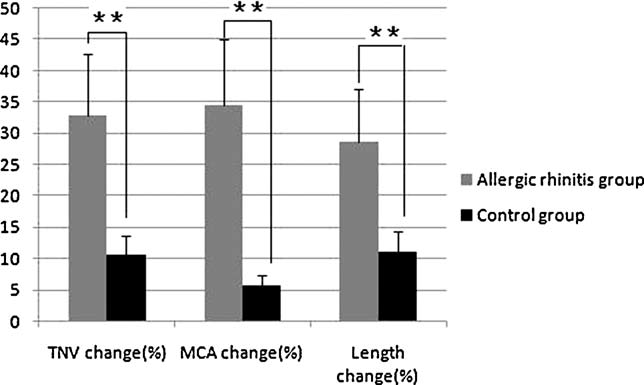 50
45
40
35
30
25
20
15
10
5
0
**
**
**
TNV change(%)
MCA change(%)
Length
change(%)
Allergic rhinitis group
Control group